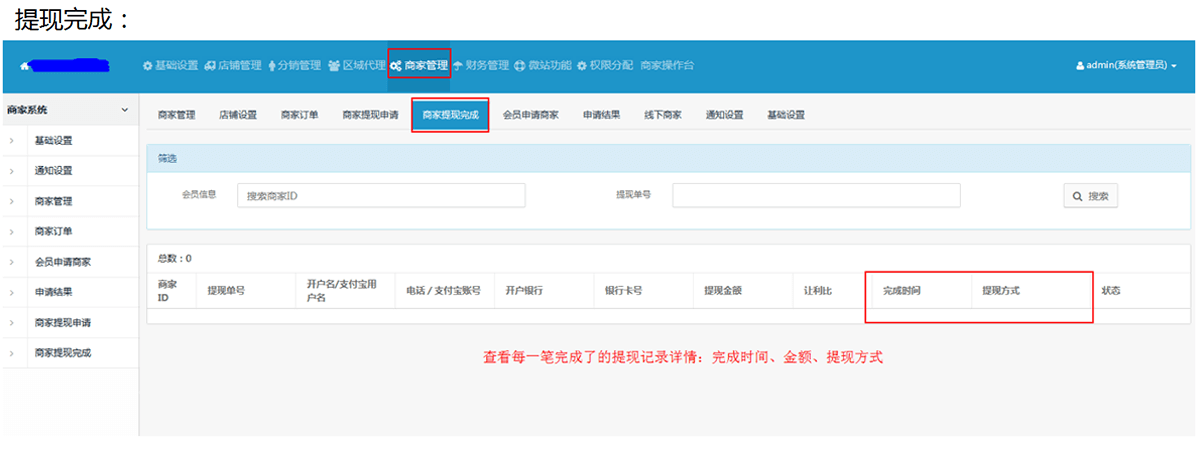 提现完成：
基础设置 店铺管理 分销管理 区域代理 商家管理 财务管理 微站功能 权限分配 商家操作台 admin(系统管理员)
商家系统
基础设置
通知设置
商家管理
商家订单
会员申请商家
申请结果
商家提现申请
商家提现完成
商家管理 店铺设置 商家订单 商家提现申请 商家提现完成 会员申请商家 申请结果 线下商家 通知设置 基础设置
筛选
会员信息 搜索商家ID 提现单号 搜索
总数：0
商家ID 提现单号 开户名/支付宝用户名 电话 / 支付宝账号 开户银行 银行卡号 提现金额 让利比 完成时间 提现方式 状态
查看每一笔完成了的提现记录详情：完成时间、金额、提现方式